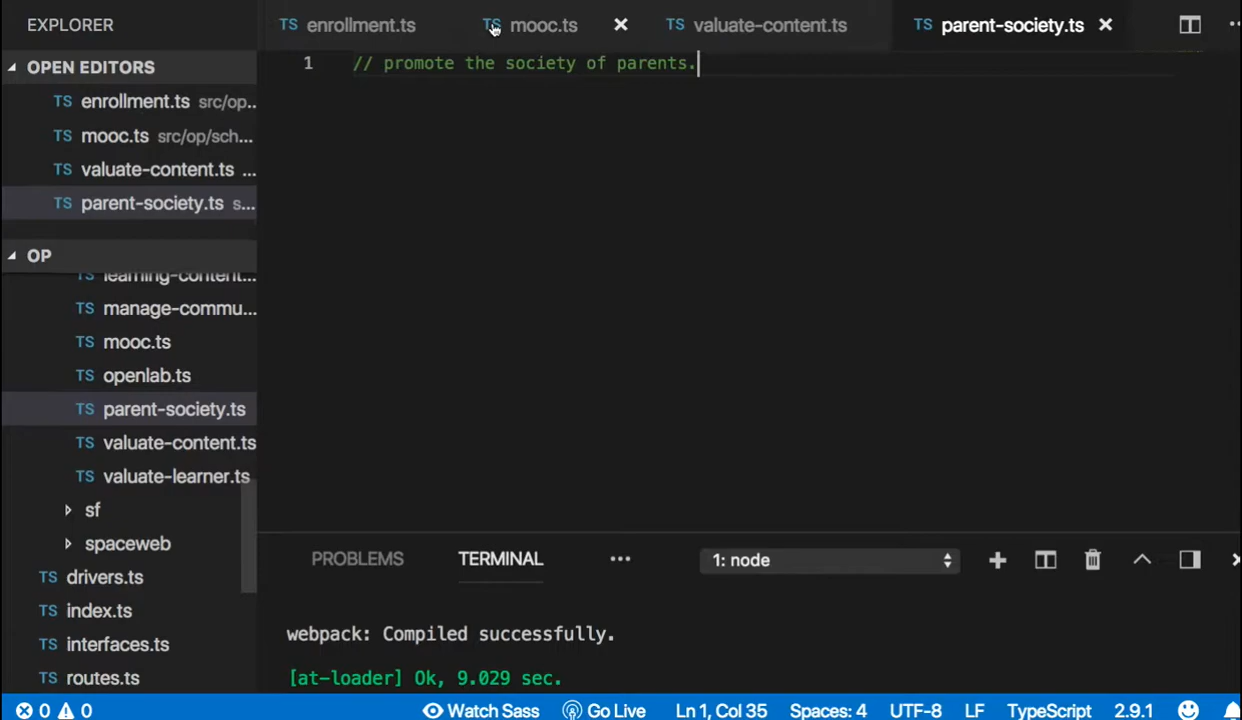 EXPLORER
TS enrollment.ts TS mooc.ts × TS valuate-content.ts TS parent-society.ts ×
OPEN EDITORS
TS enrollment.ts src/op...
TS mooc.ts src/op/sch...
TS valuate-content.ts ...
TS parent-society.ts s...
OP
TS learning-content...
TS manage-commu...
TS mooc.ts
TS openlab.ts
TS parent-society.ts
TS valuate-content.ts
TS valuate-learner.ts
sf
spaceweb
TS drivers.ts
TS index.ts
TS interfaces.ts
TS routes.ts
1 // promote the society of parents.
PROBLEMS TERMINAL ... 1: node
webpack: Compiled successfully.
[at-loader] Ok, 9.029 sec.
0 0 Watch Sass Go Live Ln 1, Col 35 Spaces: 4 UTF-8 LF TypeScript 2.9.1